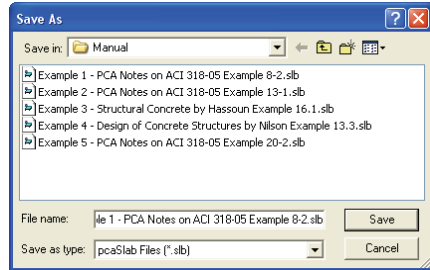 Save As
Save in: Manual
Example 1 - PCA Notes on ACI 318-05 Example 8-2.slb
Example 2 - PCA Notes on ACI 318-05 Example 13-1.slb
Example 3 - Structural Concrete by Hassoun Example 16.1.slb
Example 4 - Design of Concrete Structures by Nilson Example 13.3.slb
Example 5 - PCA Notes on ACI 318-05 Example 20-2.slb
File name: le 1 - PCA Notes on ACI 318-05 Example 8-2.slb Save
Save as type: pcaSlab Files (*.slb) Cancel